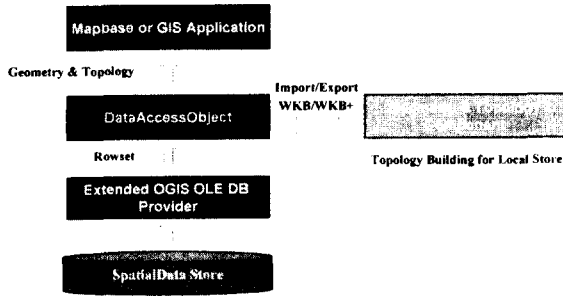 Mapbase or GIS Application
Geometry & Topology
Import/Export
WKB/WKB+
DataAccessObject
Topology Building for Local Store
Rowset
Extended OGIS OLE DB
Provider
SpatialData Store